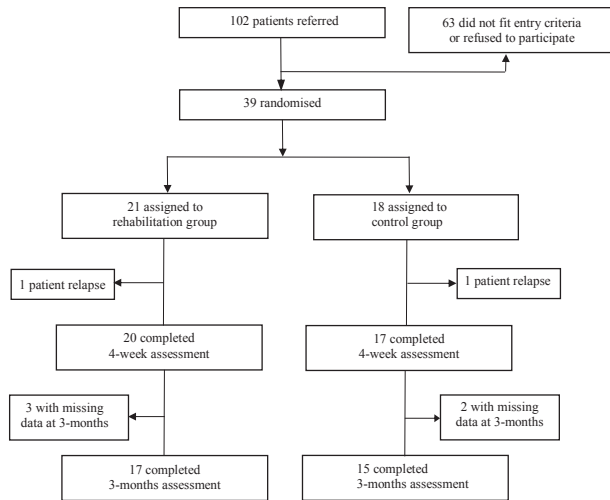 102 patients referred
63 did not fit entry criteria
or refused to participate
39 randomised
21 assigned to
rehabilitation group
18 assigned to
control group
1 patient relapse
1 patient relapse
20 completed
4-week assessment
17 completed
4-week assessment
3 with missing
data at 3-months
2 with missing
data at 3-months
17 completed
3-months assessment
15 completed
3-months assessment